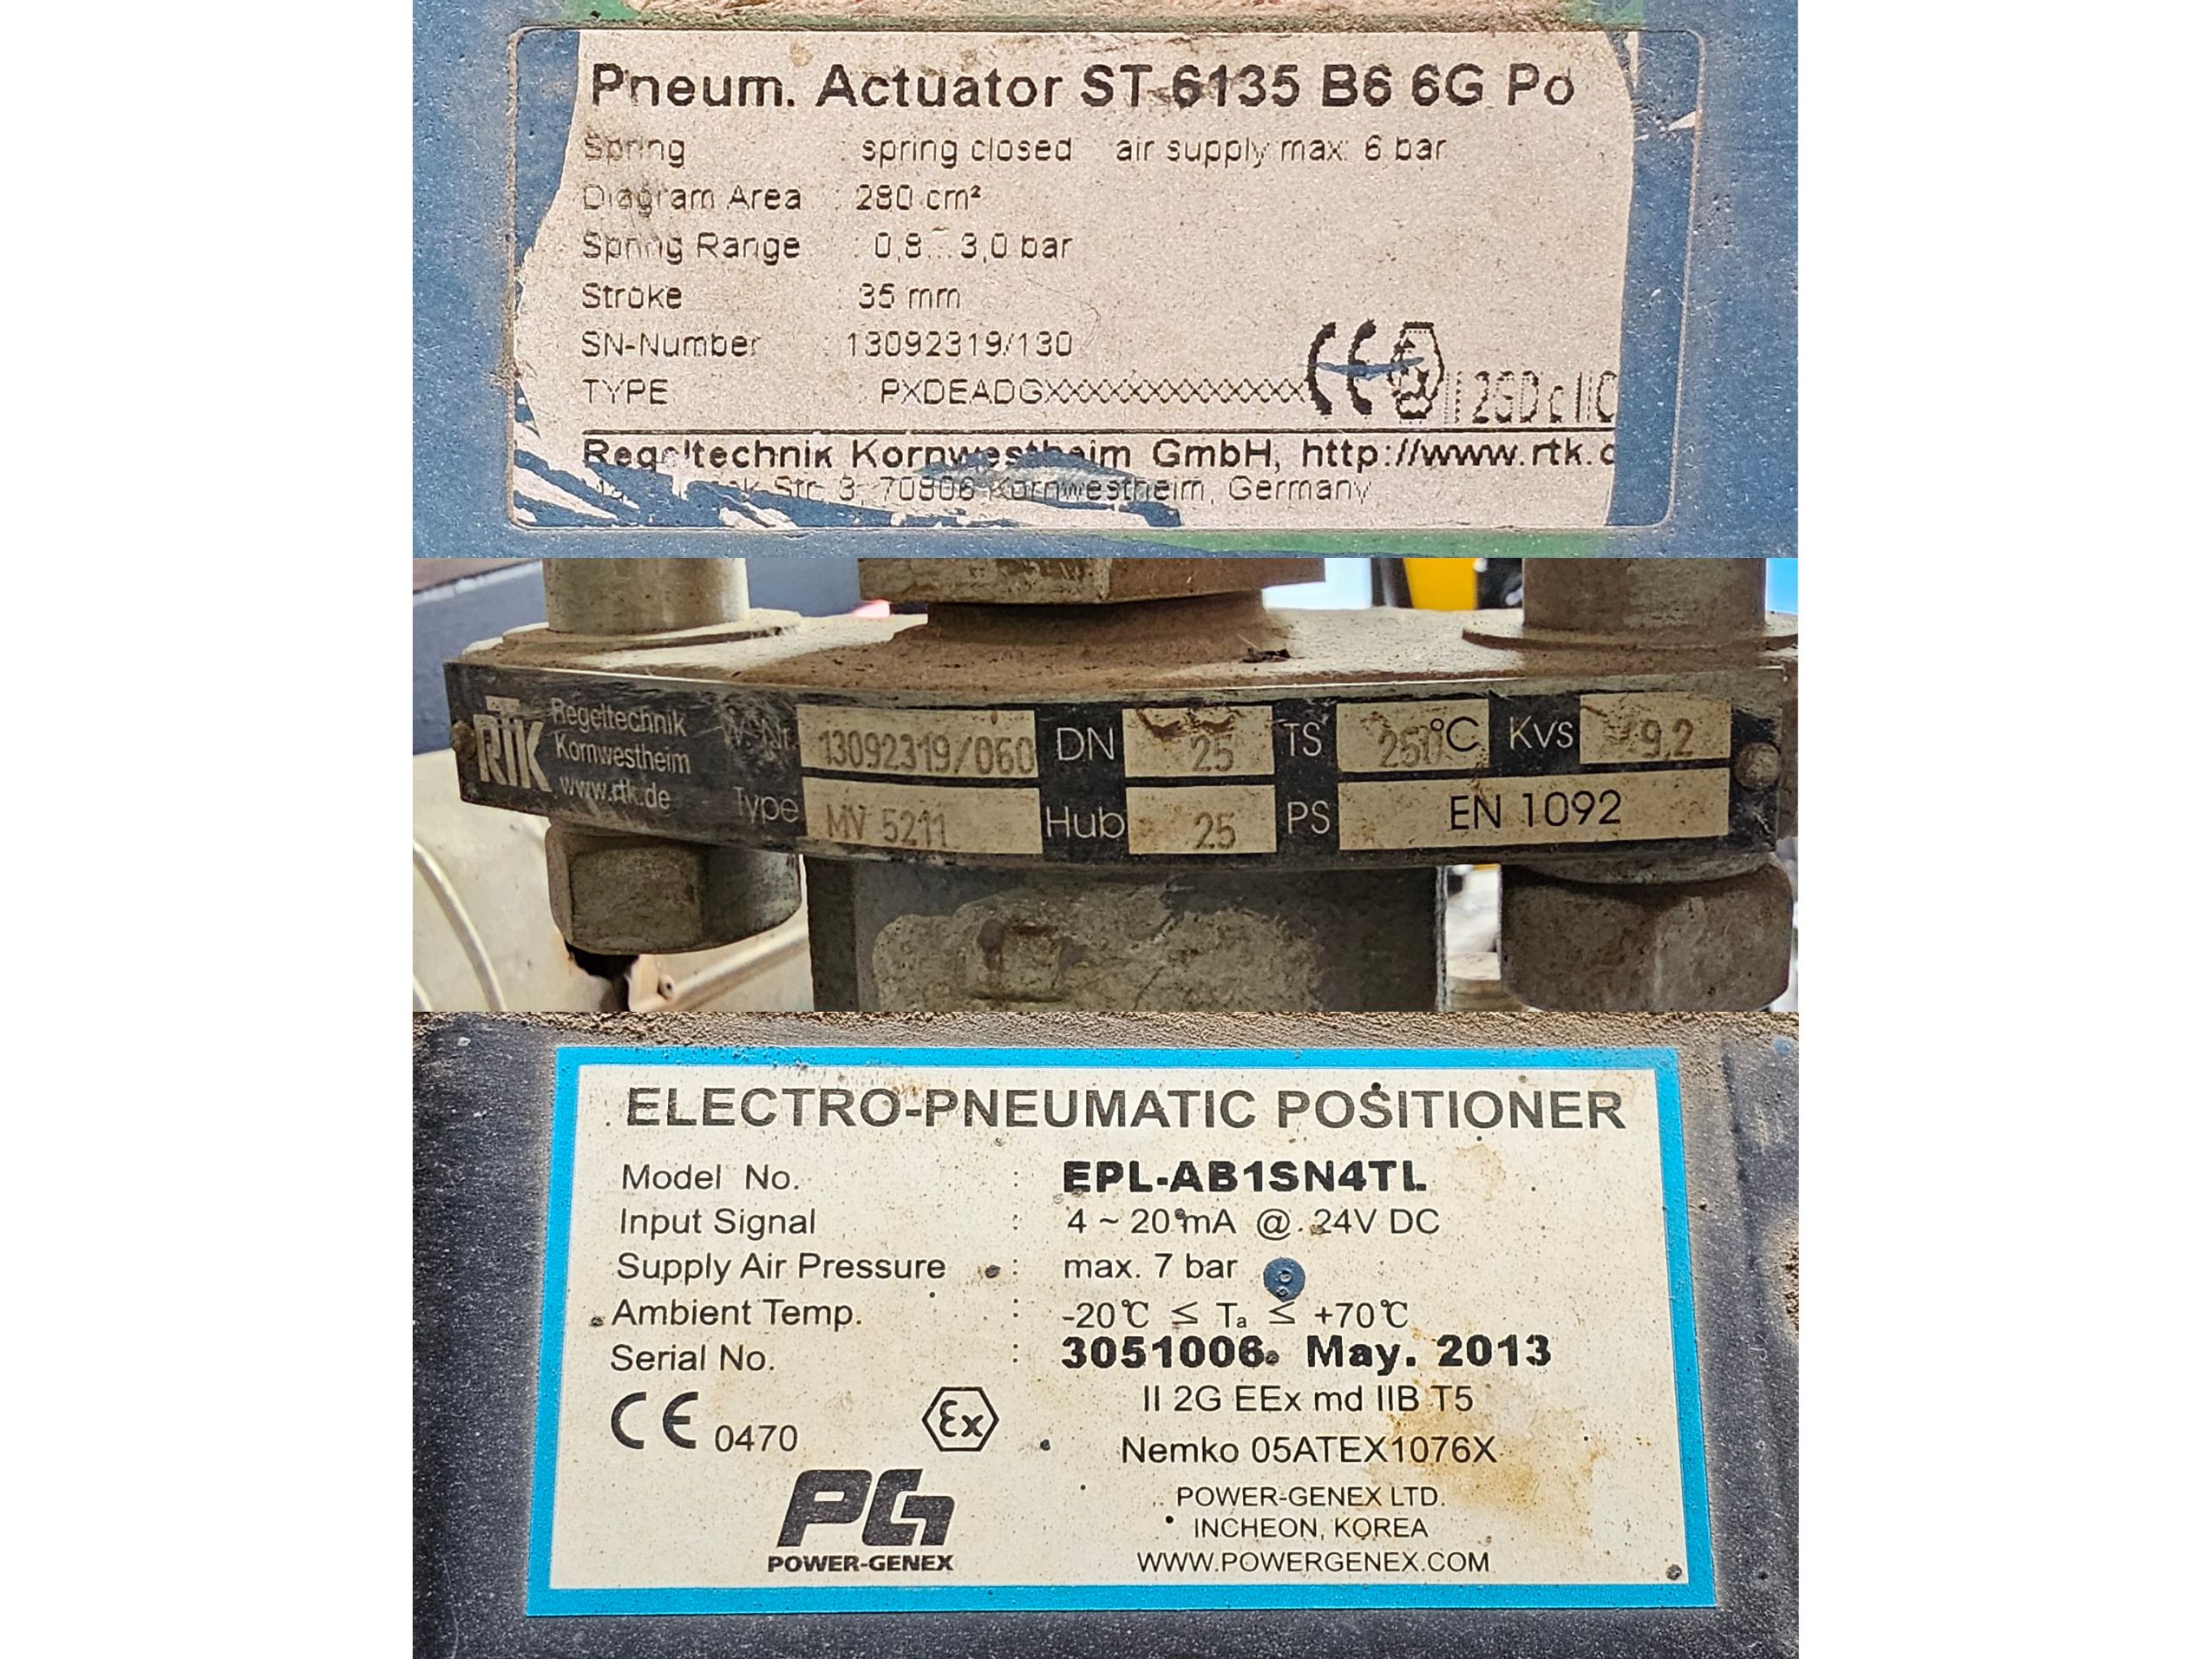 Pneum. Actuator ST 6135 B6 6G Po
Spring : spring closed air supply max. 6 bar
Diagram Area : 280 cm²
Spring Range : 0,8...3,0 bar
Stroke : 35 mm
SN-Number : 13092319/130
TYPE : PXDEADGXXXXXXXXXXXXXX CE Ex II 2GD c IIC
Regeltechnik Kornwestheim GmbH, http://www.rtk.d
Str. 3, 70806 Kornwestheim, Germany
RTK Regeltechnik Kornwestheim www.rtk.de
W-Nr. 13092319/060 DN 25 TS 250°C Kvs 9.2
Type MV 5211 Hub 25 PS EN 1092
ELECTRO-PNEUMATIC POSITIONER
Model No. : EPL-AB1SN4TL
Input Signal : 4 ~ 20 mA @ 24V DC
Supply Air Pressure : max. 7 bar
Ambient Temp. : -20℃ ≤ Ta ≤ +70℃
Serial No. : 3051006. May. 2013
CE 0470 Ex II 2G EEx md IIB T5
Nemko 05ATEX1076X
PG POWER-GENEX
POWER-GENEX LTD.
INCHEON, KOREA
WWW.POWERGENEX.COM